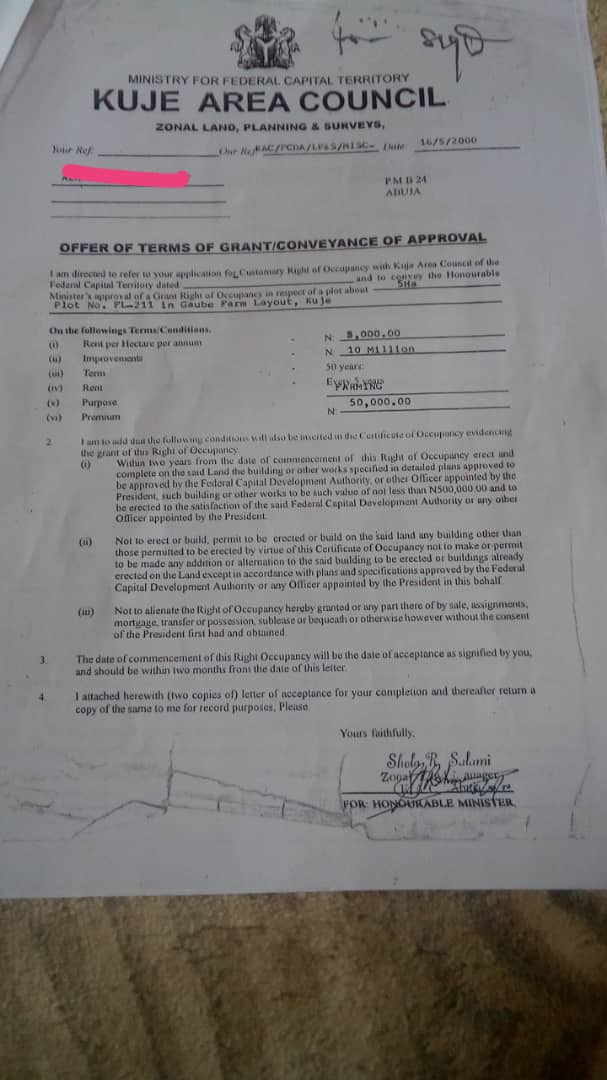 MINISTRY FOR FEDERAL CAPITAL TERRITORY
KUJE AREA COUNCIL
ZONAL LAND, PLANNING & SURVEYS,
Your Ref: Our Ref KAC/FCDA/LP&S/MISC- Date 16/5/2000
P.M.B 24
ABUJA.
OFFER OF TERMS OF GRANT/CONVEYANCE OF APPROVAL
I am directed to refer to your application for Customary Right of Occupancy with Kuje Area Council of the
Federal Capital Territory dated and to convey the Honourable
Minister's approval of a Grant Right of Occupancy in respect of a plot about 5Ha
Plot No. PL-211 in Gaube Farm Layout, Kuje
On the followings Terms/Conditions.
(i) Rent per Hectare per annum - N:
(ii) Improvements - N 10 Million
(iii) Term - 50 years:
(iv) Rent - Every 5 years
(v) Purpose FARMING
(vi) Premium N: 50,000.00
2. I am to add that the following conditions will also be inserted in the Certificate of Occupancy evidencing
the grant of this Right of Occupancy
(i) Within two years from the date of commencement of this Right of Occupancy erect and
complete on the said Land the building or other works specified in detailed plans approved to
be approved by the Federal Capital Development Authority, or other Officer appointed by the
President, such building or other works to be such value of not less than N500,000.00 and to
be erected to the satisfaction of the said Federal Capital Development Authority or any other
Officer appointed by the President.
(ii) Not to erect or build, permit to be erected or build on the said land any building other than
those permitted to be erected by virtue of this Certificate of Occupancy not to make or permit
to be made any addition or alternation to the said building to be erected or buildings already
erected on the Land except in accordance with plans and specifications approved by the Federal
Capital Development Authority or any Officer appointed by the President in this behalf
(iii) Not to alienate the Right of Occupancy hereby granted or any part there of by sale, assignments,
mortgage, transfer or possession, sublease or bequeath or otherwise however without the consent
of the President first had and obtained.
3. The date of commencement of this Right Occupancy will be the date of acceptance as signified by you,
and should be within two months from the date of this letter.
4. I attached herewith (two copies of) letter of acceptance for your completion and thereafter return a
copy of the same to me for record purposes, Please.
Yours faithfully,
Shola, B, Salami
Zonal Manager
FOR: HONOURABLE MINISTER